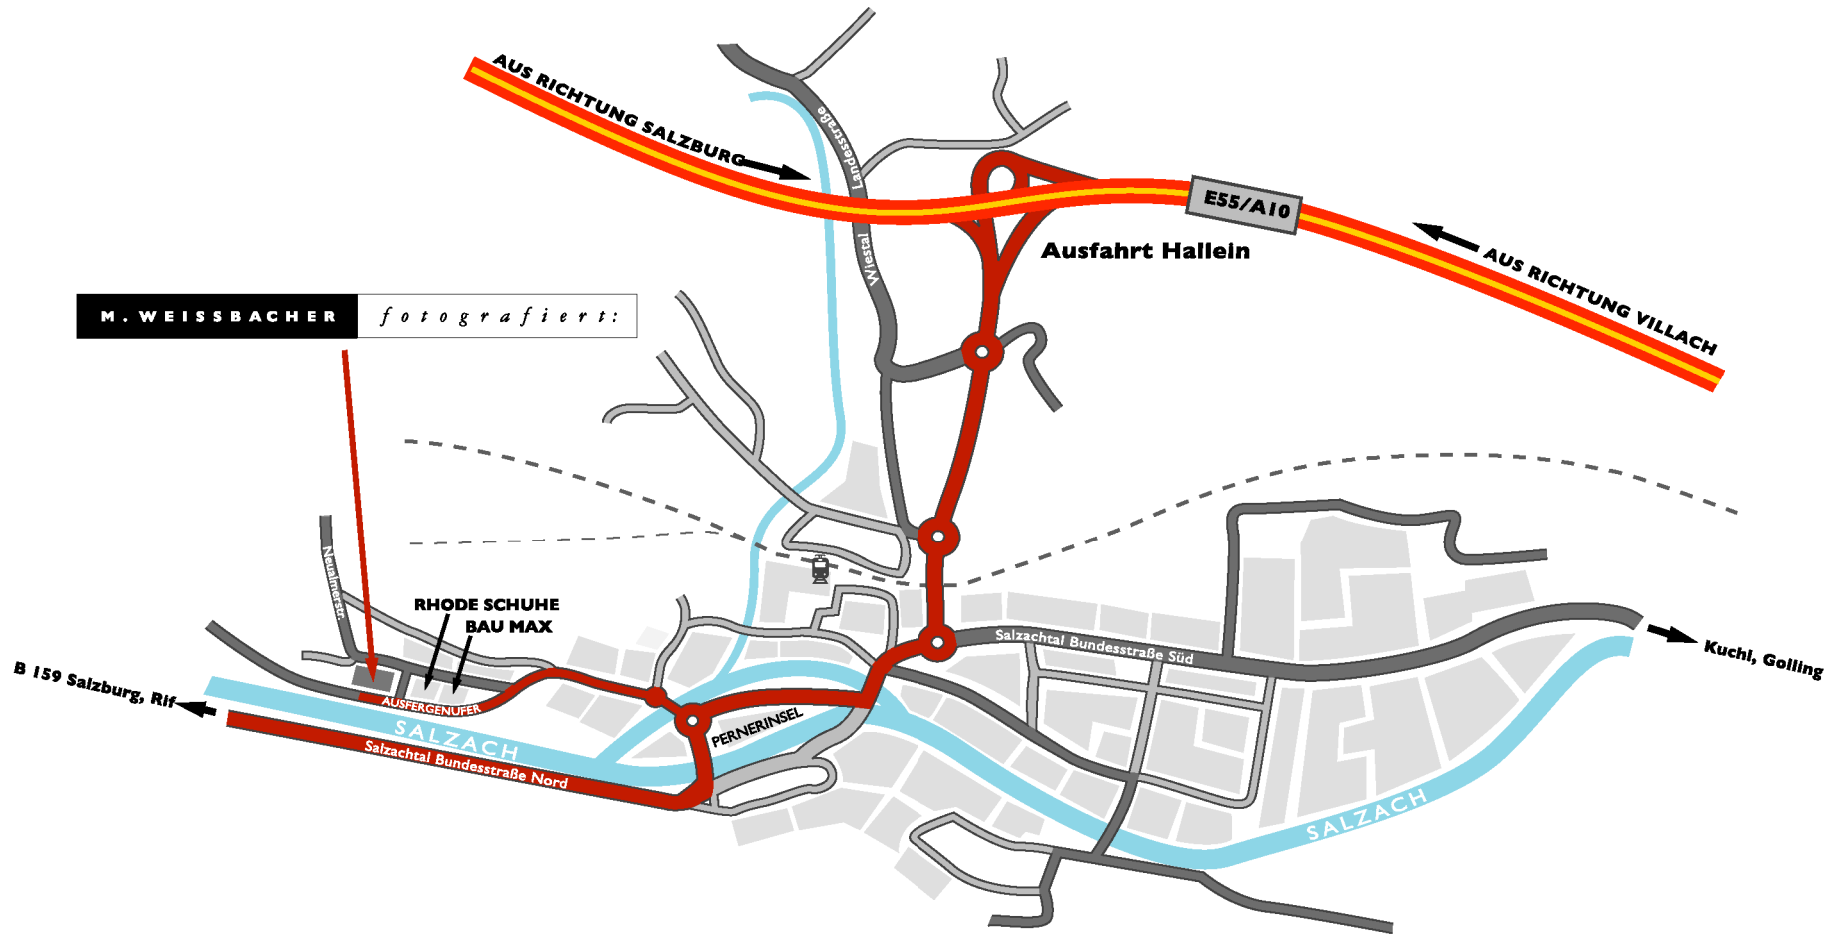 AUS RICHTUNG SALZBURG
Landesstraße
Wiestal
E55/A10
Ausfahrt Hallein
AUS RICHTUNG VILLACH
M. WEISSBACHER fotografiert:
Neualmerstr.
RHODE SCHUHE
BAU MAX
Salzachtal Bundesstraße Süd
Kuchl, Golling
B 159 Salzburg, Rif
AUSFERGENUFER
SALZACH
PERNERINSEL
Salzachtal Bundesstraße Nord
SALZACH